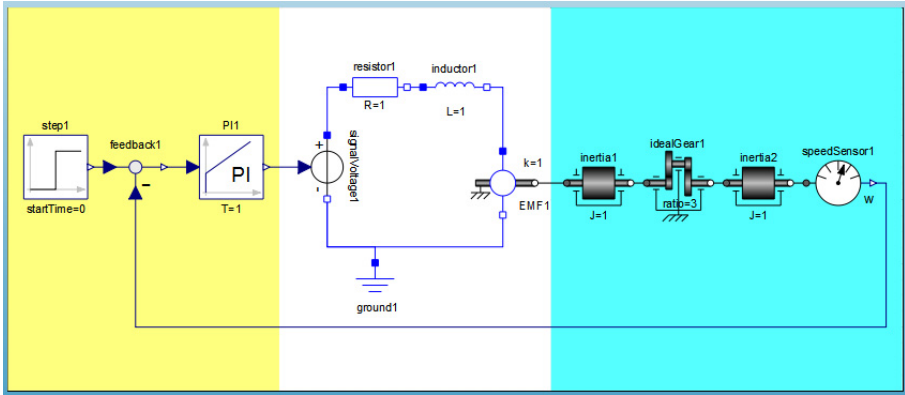 step1
startTime=0
feedback1
−
PI1
PI
T=1
+
-
signalVoltage1
resistor1
R=1
inductor1
L=1
ground1
k=1
EMF1
inertia1
J=1
idealGear1
ratio=3
inertia2
J=1
speedSensor1
w